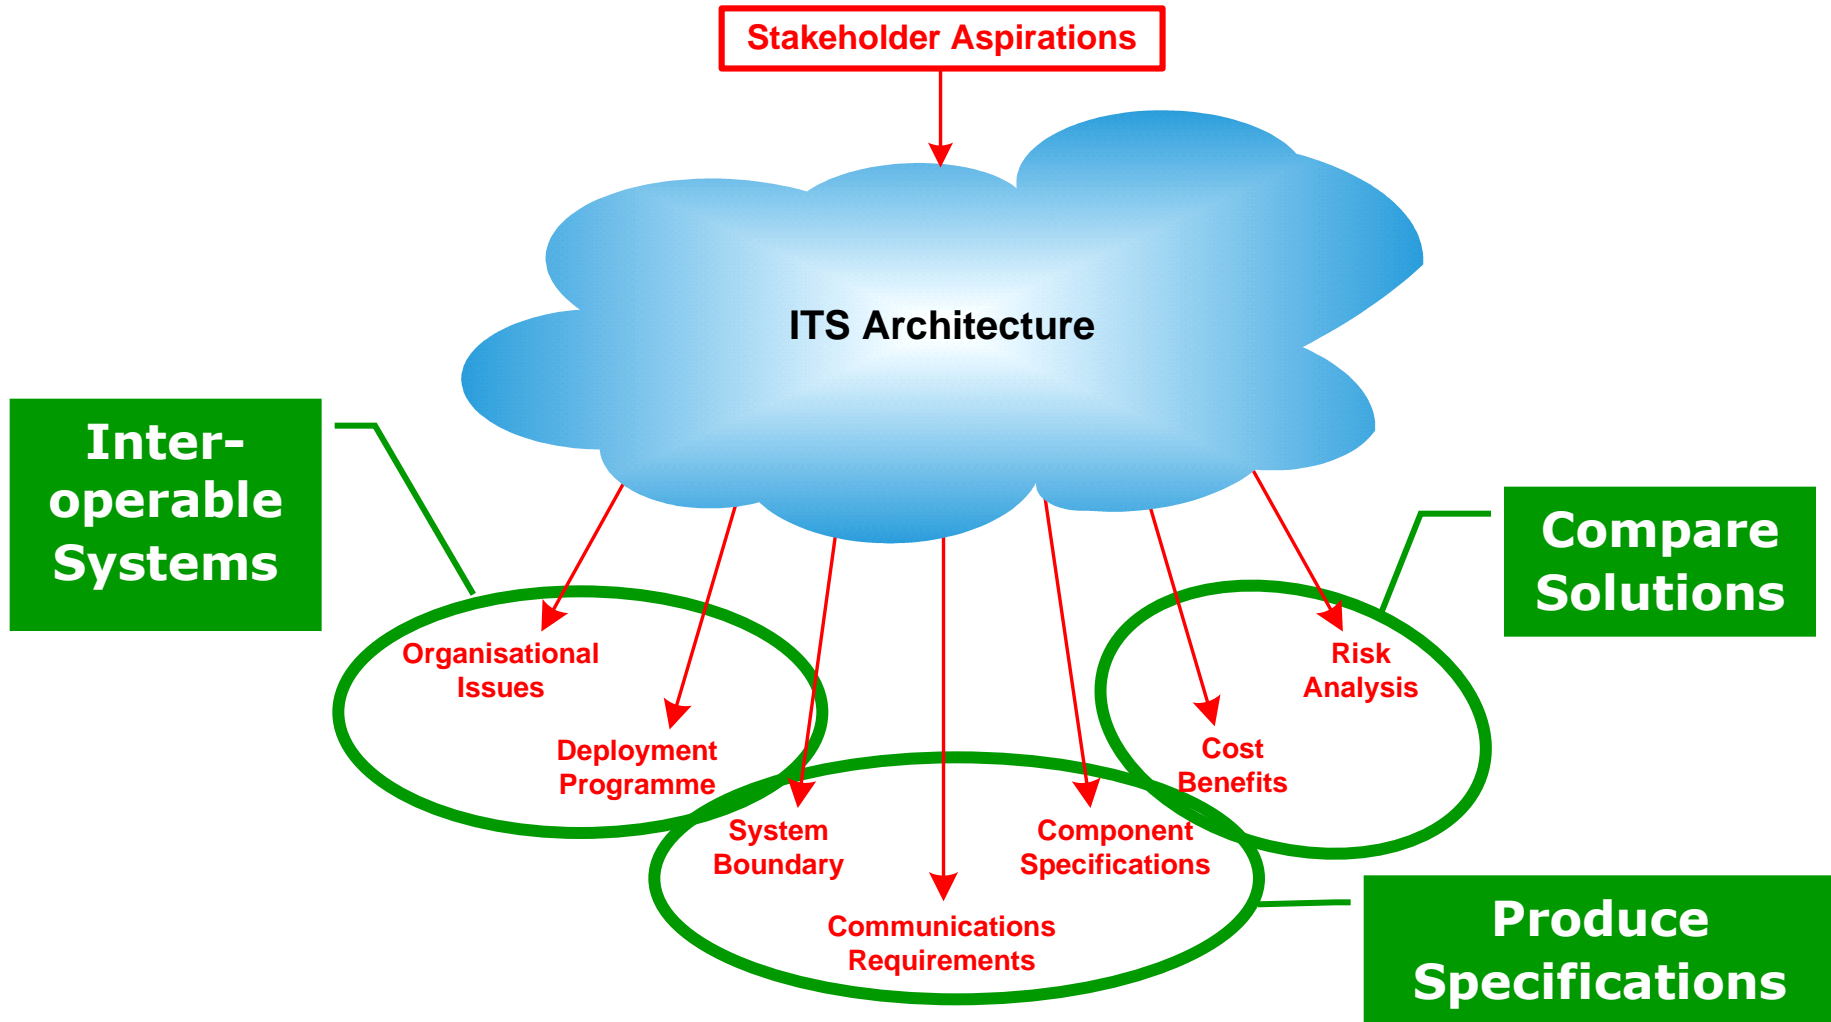 Stakeholder Aspirations
ITS Architecture
Inter-
operable
Systems
Compare
Solutions
Organisational
Issues
Risk
Analysis
Deployment
Programme
Cost
Benefits
System
Boundary
Component
Specifications
Communications
Requirements
Produce
Specifications